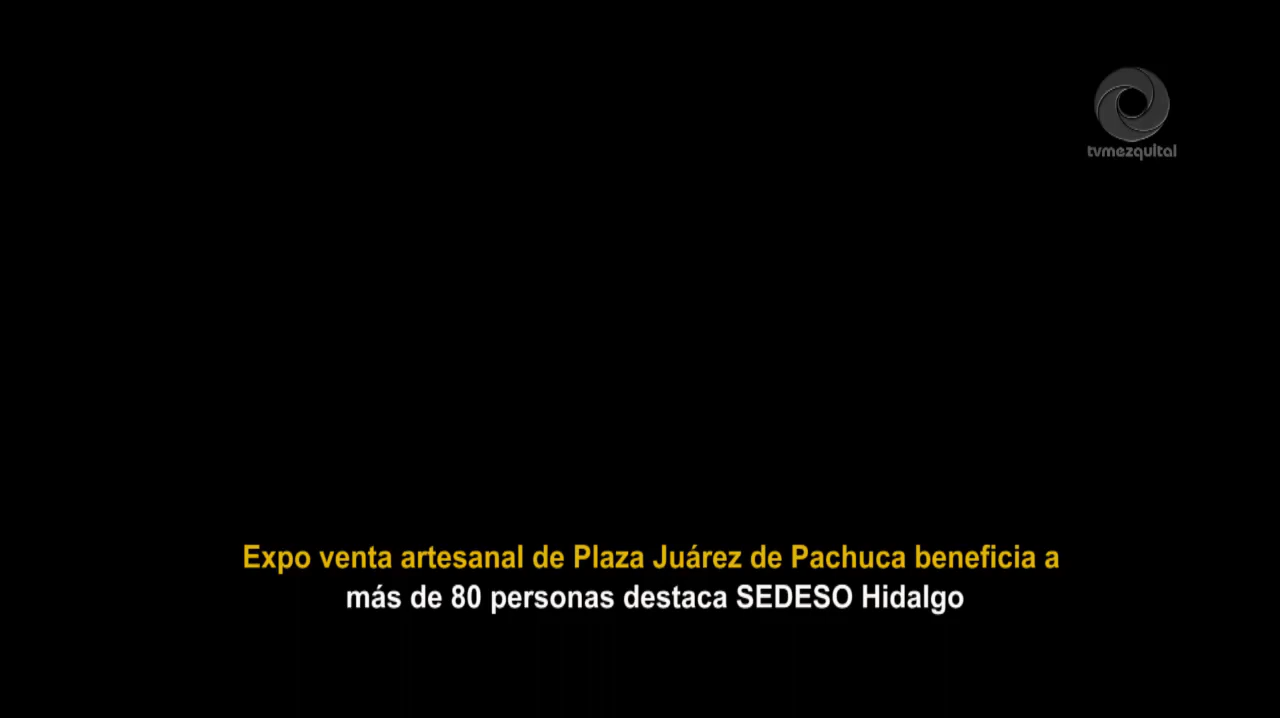 tvmezquital
Expo venta artesanal de Plaza Juárez de Pachuca beneficia a
más de 80 personas destaca SEDESO Hidalgo